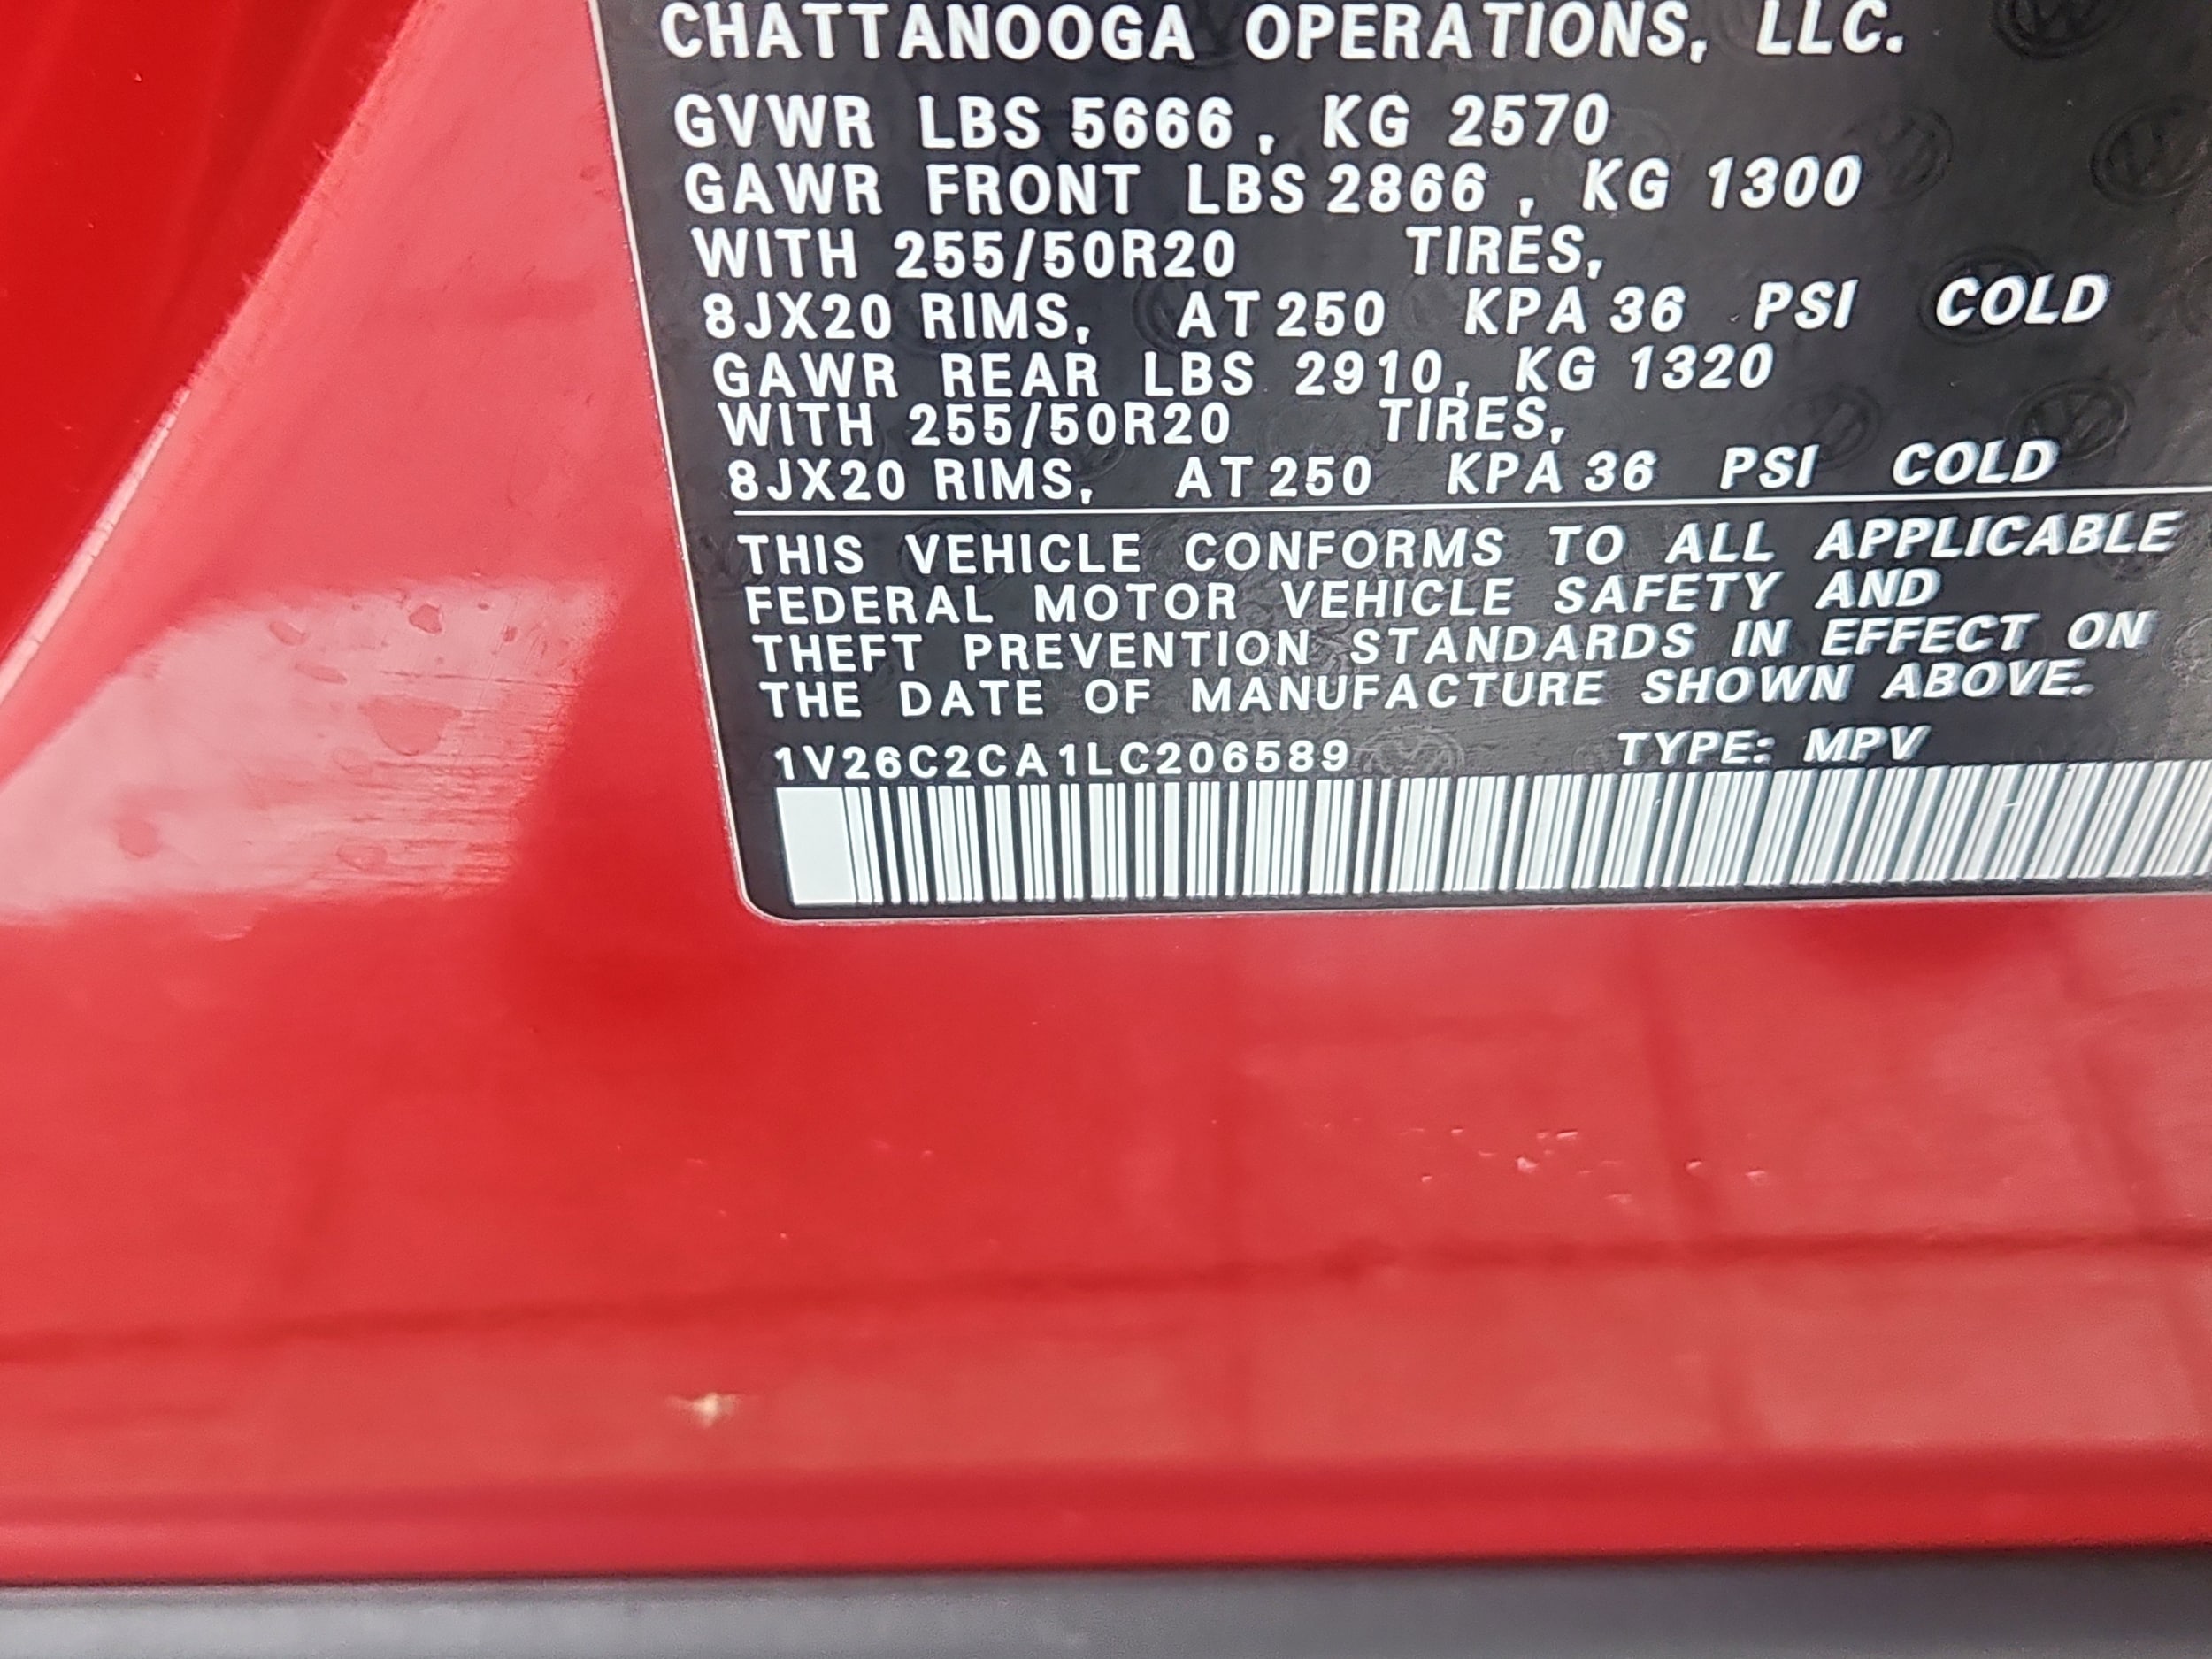 CHATTANOOGA OPERATIONS, LLC.
GVWR LBS 5666 , KG 2570
GAWR FRONT LBS 2866 , KG 1300
WITH 255/50R20 TIRES,
8JX20 RIMS, AT 250 KPA 36 PSI COLD
GAWR REAR LBS 2910, KG 1320
WITH 255/50R20 TIRES,
8JX20 RIMS, AT 250 KPA 36 PSI COLD
THIS VEHICLE CONFORMS TO ALL APPLICABLE
FEDERAL MOTOR VEHICLE SAFETY AND
THEFT PREVENTION STANDARDS IN EFFECT ON
THE DATE OF MANUFACTURE SHOWN ABOVE.
1V26C2CA1LC206589 TYPE: MPV